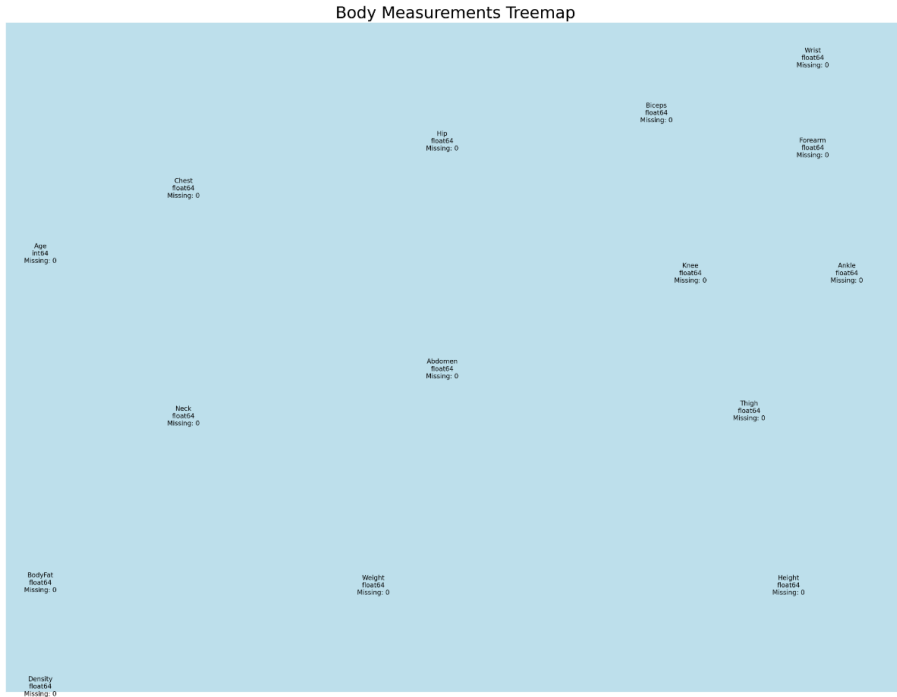 Body Measurements Treemap
Wrist
float64
Missing: 0
Biceps
float64
Missing: 0
Hip
float64
Missing: 0
Forearm
float64
Missing: 0
Chest
float64
Missing: 0
Age
int64
Missing: 0
Knee
float64
Missing: 0
Ankle
float64
Missing: 0
Abdomen
float64
Missing: 0
Neck
float64
Missing: 0
Thigh
float64
Missing: 0
BodyFat
float64
Missing: 0
Weight
float64
Missing: 0
Height
float64
Missing: 0
Density
float64
Missing: 0